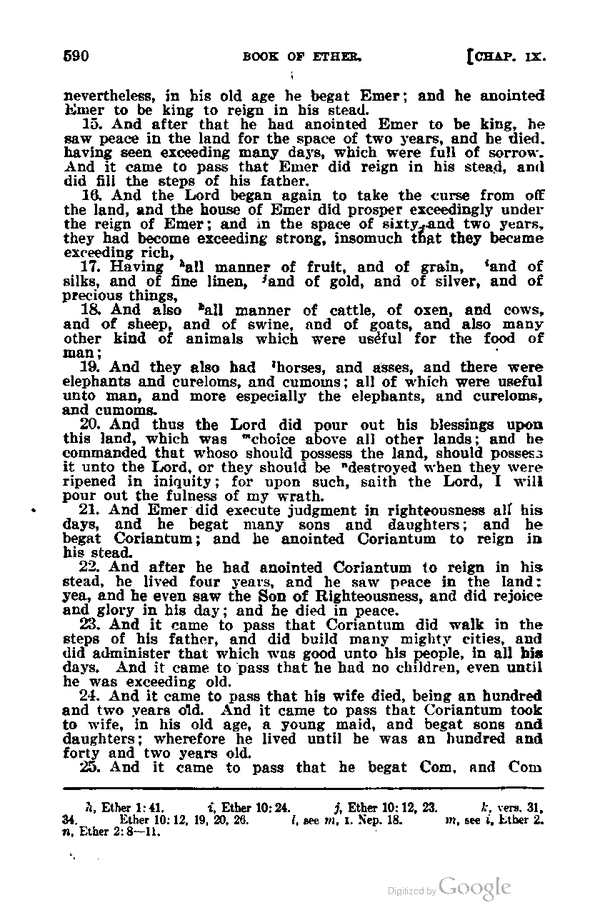 590 BOOK OF ETHER. [CHAP. IX.
nevertheless, in his old age he begat Emer; and he anointed
Emer to be king to reign in his stead.
15. And after that he had anointed Emer to be king, he
saw peace in the land for the space of two years, and he died,
having seen exceeding many days, which were full of sorrow.
And it came to pass that Emer did reign in his stead, and
did fill the steps of his father.
16. And the Lord began again to take the curse from off
the land, and the house of Emer did prosper exceedingly under
the reign of Emer; and in the space of sixty and two years,
they had become exceeding strong, insomuch that they became
exceeding rich,
17. Having hall manner of fruit, and of grain, iand of
silks, and of fine linen, jand of gold, and of silver, and of
precious things,
18. And also kall manner of cattle, of oxen, and cows,
and of sheep, and of swine, and of goats, and also many
other kind of animals which were useful for the food of
man;
19. And they also had lhorses, and asses, and there were
elephants and cureloms, and cumoms; all of which were useful
unto man, and more especially the elephants, and cureloms,
and cumoms.
20. And thus the Lord did pour out his blessings upon
this land, which was mchoice above all other lands; and he
commanded that whoso should possess the land, should possess
it unto the Lord, or they should be ndestroyed when they were
ripened in iniquity; for upon such, saith the Lord, I will
pour out the fulness of my wrath.
21. And Emer did execute judgment in righteousness all his
days, and he begat many sons and daughters; and he
begat Coriantum; and he anointed Coriantum to reign in
his stead.
22. And after he had anointed Coriantum to reign in his
stead, he lived four years, and he saw peace in the land;
yea, and he even saw the Son of Righteousness, and did rejoice
and glory in his day; and he died in peace.
23. And it came to pass that Coriantum did walk in the
steps of his father, and did build many mighty cities, and
did administer that which was good unto his people, in all his
days. And it came to pass that he had no children, even until
he was exceeding old.
24. And it came to pass that his wife died, being an hundred
and two years old. And it came to pass that Coriantum took
to wife, in his old age, a young maid, and begat sons and
daughters; wherefore he lived until he was an hundred and
forty and two years old.
25. And it came to pass that he begat Com, and Com
h, Ether 1:41. i, Ether 10:24. j, Ether 10:12, 23. k, vers. 31,
34. Ether 10:12, 19, 20, 26. l, see m, I. Nep. 18. m, see i, Ether 2.
n, Ether 2:8—11.
Digitized by Google